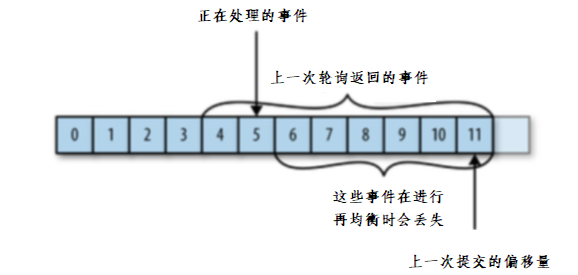 正在处理的事件
上一次轮询返回的事件
0 1 2 3 4 5 6 7 8 9 10 11
这些事件在进行
再均衡时会丢失
上一次提交的偏移量